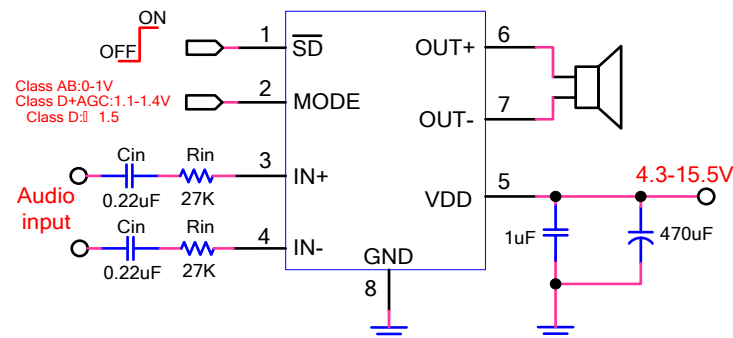 ON
OFF
Class AB:0-1V
Class D+AGC:1.1-1.4V
Class D:▯ 1.5
1
SD
2
MODE
Cin
Rin
3
IN+
0.22uF
27K
Audio
input
Cin
Rin
4
IN-
0.22uF
27K
GND
8
6
OUT+
7
OUT-
5
VDD
4.3-15.5V
1uF
470uF